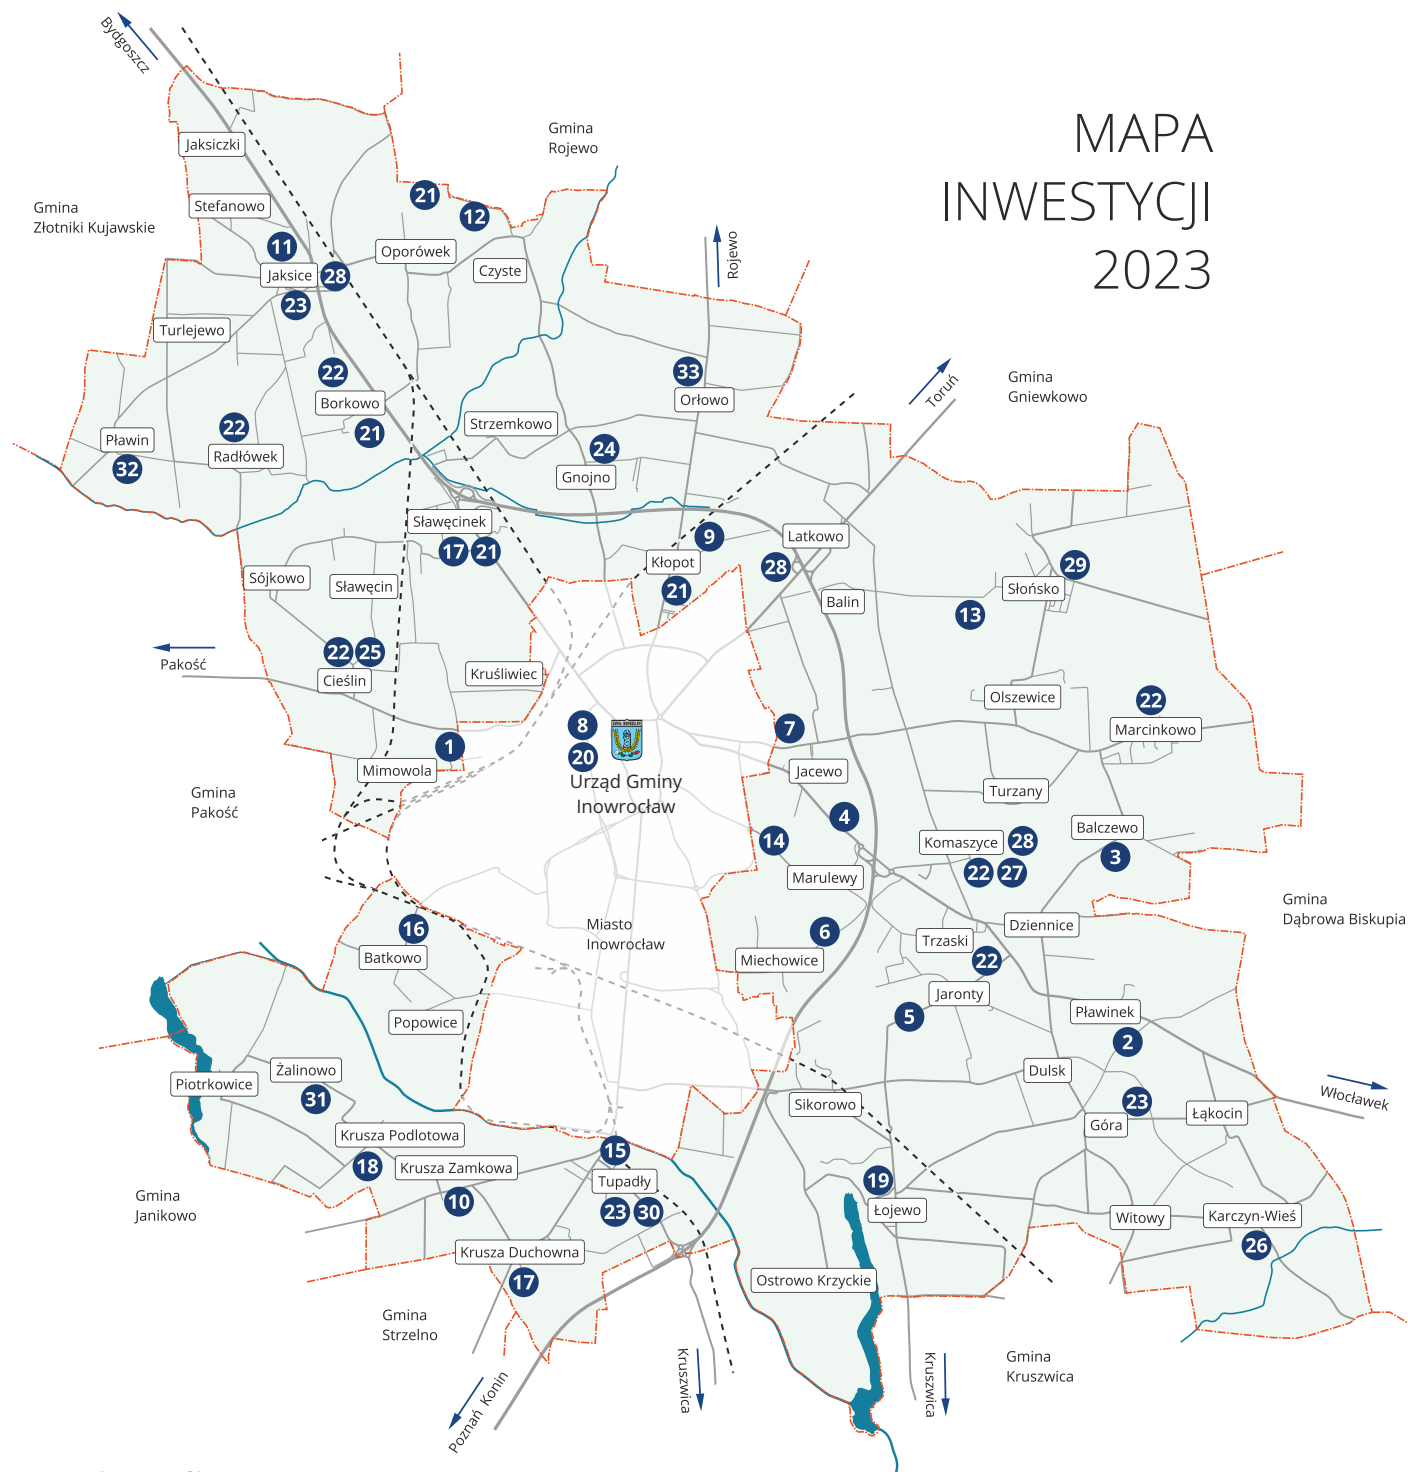 MAPA
INWESTYCJI
2023
Bydgoszcz
Gmina
Rojewo
Gmina
Złotniki Kujawskie
Jaksiczki
Stefanowo
21
12
11
Oporówek
Czyste
Rojewo
Jaksice
28
23
Turlejewo
22
33
Gmina
Gniewkowo
Toruń
Borkowo
Orłowo
22
21
Strzemkowo
Pławin
32
Radłówek
24
Gnojno
Sławęcinek
17
21
9
Latkowo
Kłopot
28
21
29
Słońsko
Sójkowo
Sławęcin
Balin
13
22
25
Pakość
Cieślin
Kruśliwiec
Olszewice
22
Marcinkowo
8
GMINA INOWROCŁAW
7
1
20
Mimowola
Urząd Gminy
Inowrocław
Jacewo
Turzany
Gmina
Pakość
4
14
Komaszyce
28
Balczewo
3
22
27
Marulewy
Gmina
Dąbrowa Biskupia
16
Miasto
Inowrocław
6
Dziennice
Trzaski
Batkowo
Miechowice
22
Jaronty
Popowice
5
Pławinek
2
Żalinowo
Piotrkowice
31
Dulsk
Włocławek
23
Sikorowo
Łąkocin
Góra
Krusza Podlotowa
15
18
Krusza Zamkowa
10
Tupadły
19
23
30
Łojewo
Witowy
Karczyn-Wieś
26
Gmina
Janikowo
Krusza Duchowna
17
Ostrowo Krzyckie
Gmina
Strzelno
Kruszwica
Kruszwica
Gmina
Kruszwica
Poznań Konin